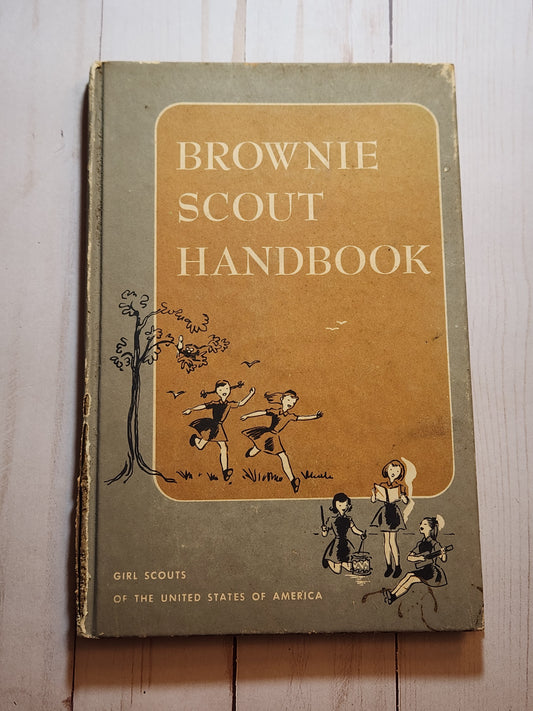 BROWNIE
SCOUT
HANDBOOK
GIRL SCOUTS
OF THE UNITED STATES OF AMERICA